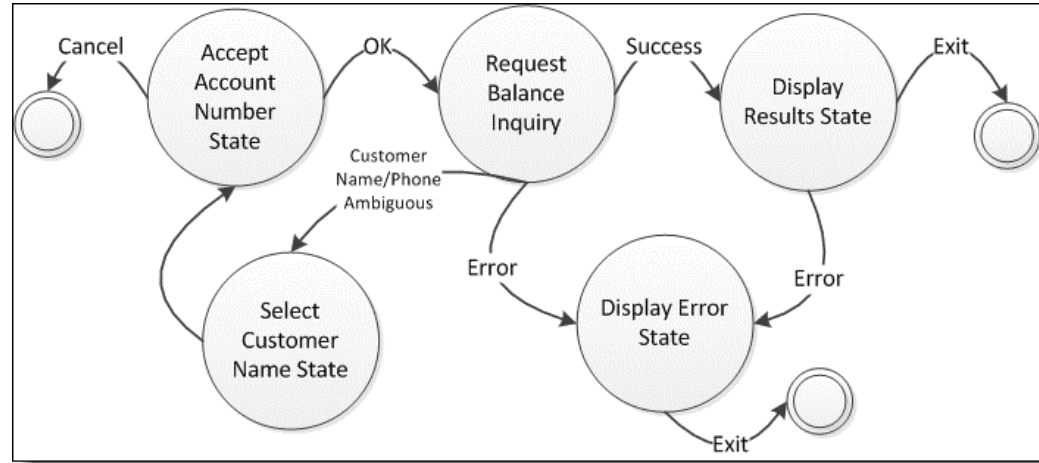 Cancel
Accept
Account
Number
State
OK
Request
Balance
Inquiry
Success
Display
Results State
Exit
Customer
Name/Phone
Ambiguous
Error
Error
Select
Customer
Name State
Display Error
State
Exit